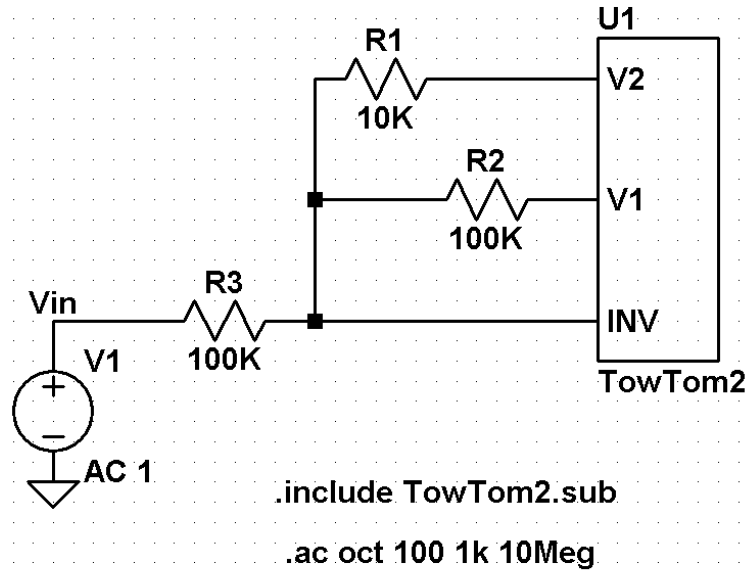 U1
R1
V2
10K
R2
V1
100K
R3
Vin
INV
100K
V1
TowTom2
AC 1
.include TowTom2.sub
.ac oct 100 1k 10Meg